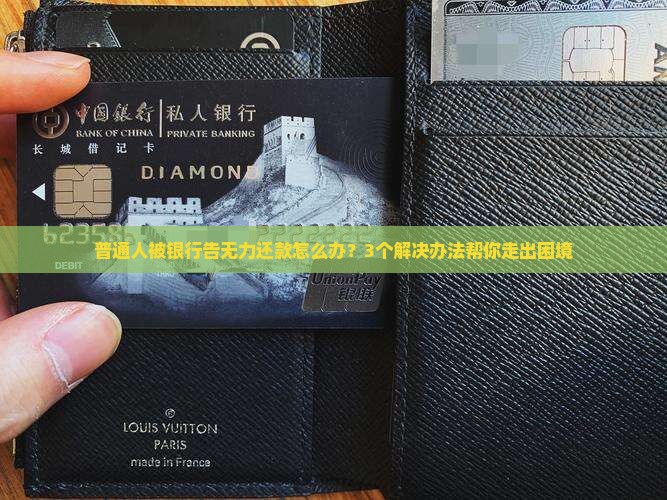 中國銀行 私人银行
BANK OF CHINA PRIVATE BANKING
长城借记卡
DIAMOND
普通人被银行告无力还款怎么办？3个解决办法帮你走出困境
DEBIT
UnionPay
银联
LOUIS VUITTON
PARIS
made in France